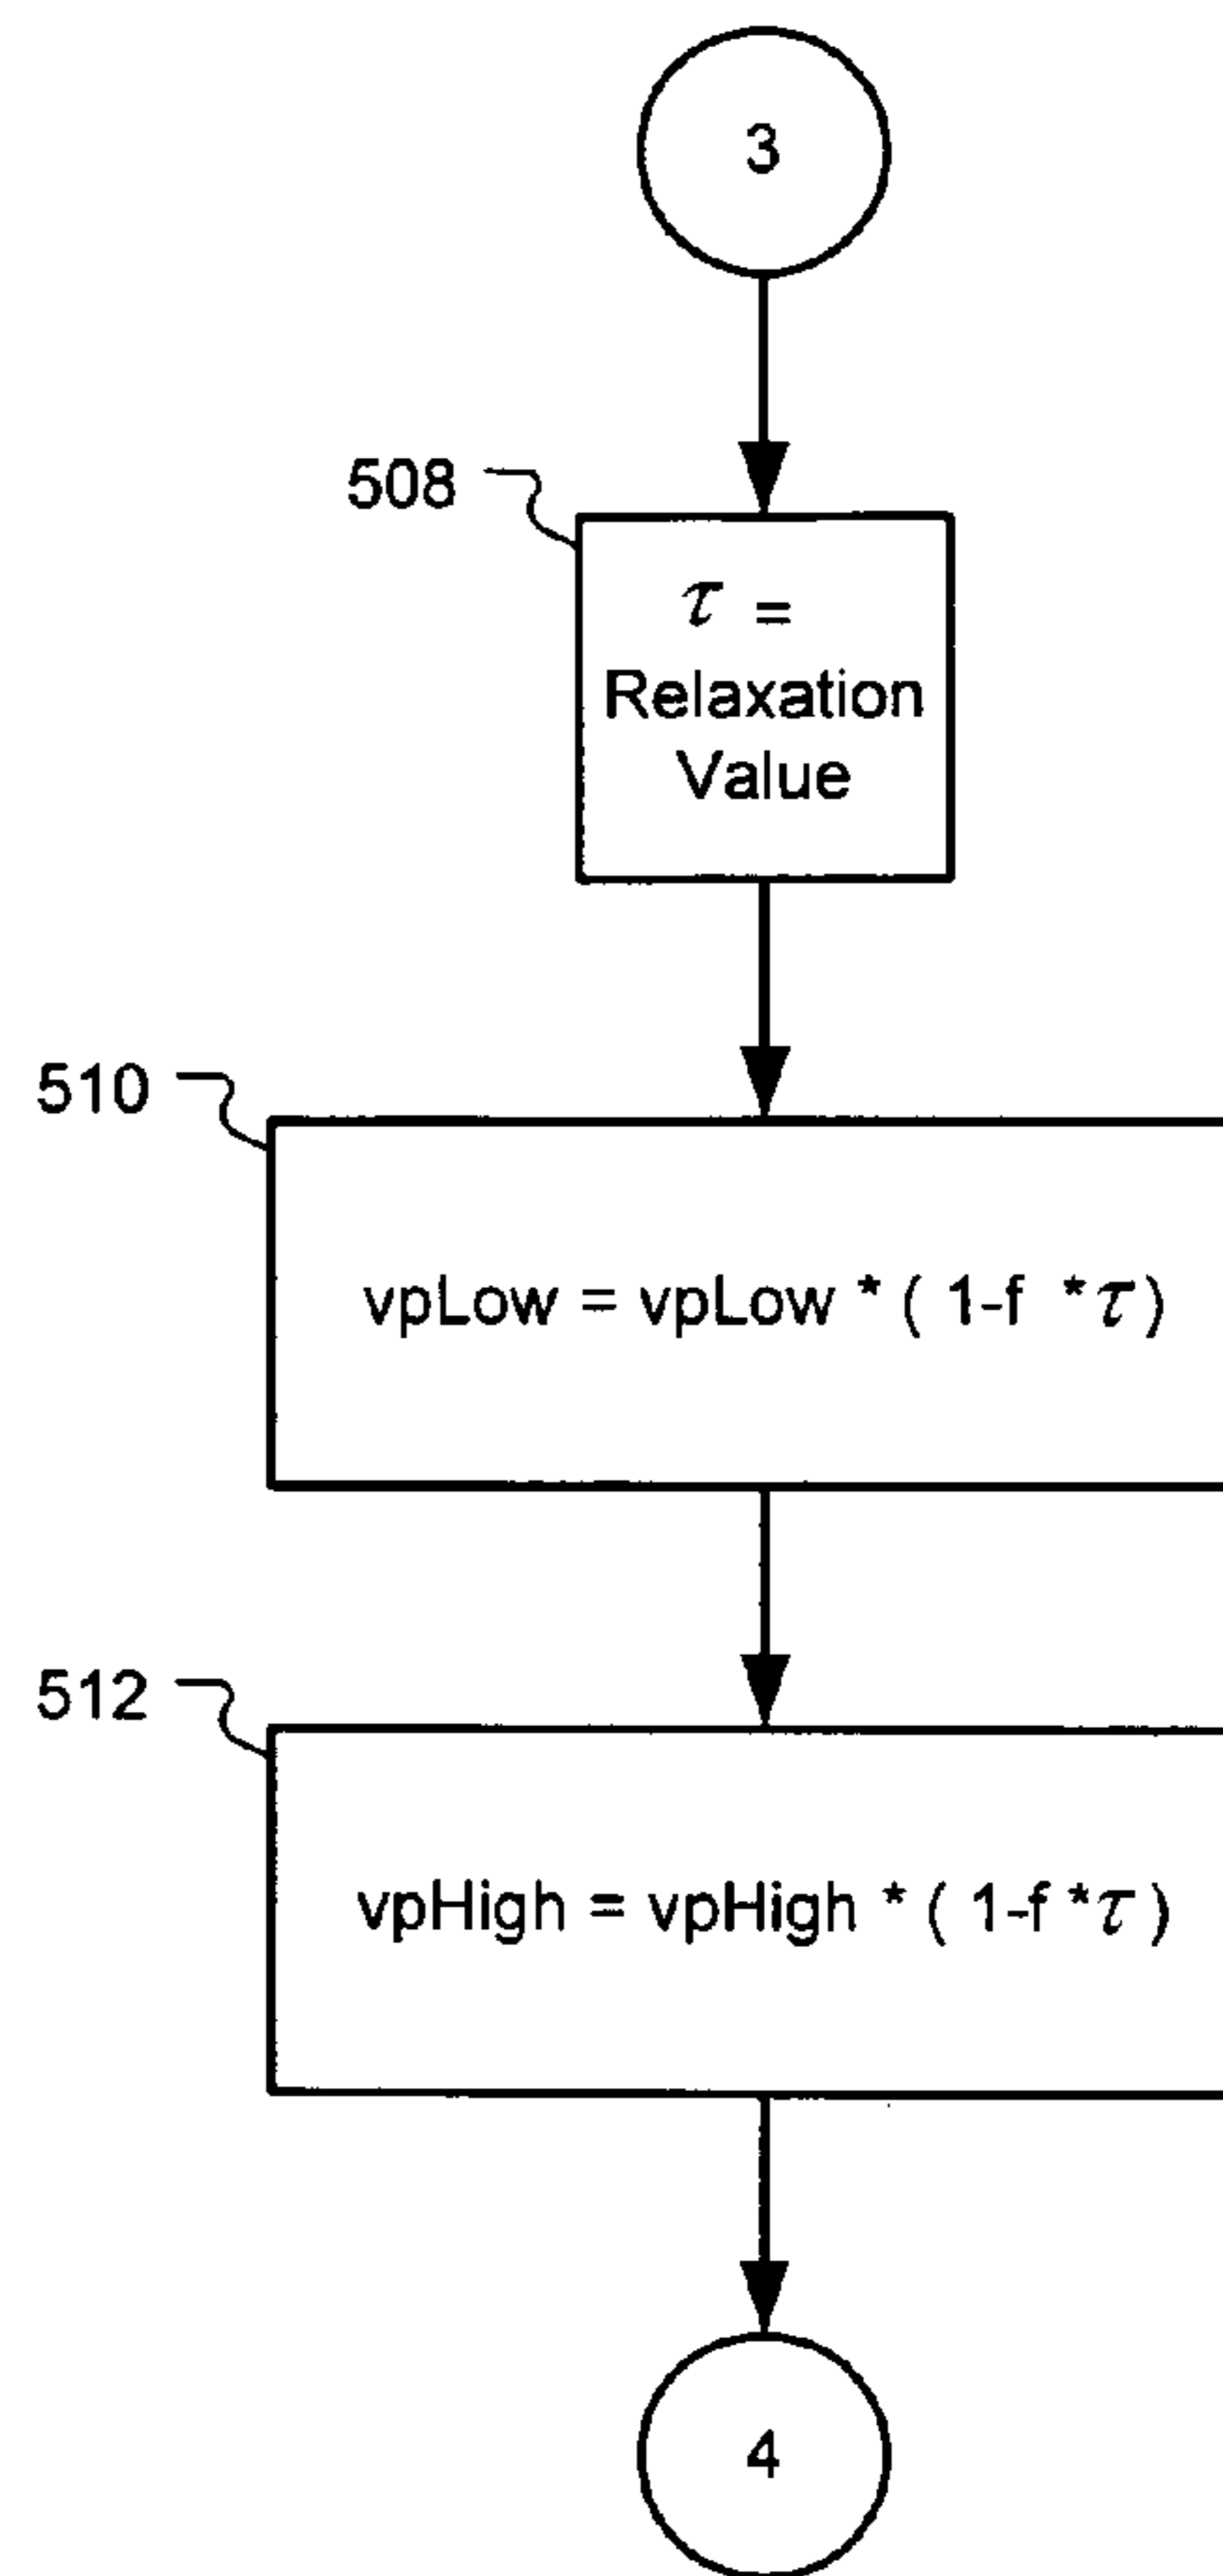 3
508
τ =
Relaxation
Value
510
vpLow = vpLow * ( 1-f * τ )
512
vpHigh = vpHigh * ( 1-f * τ )
4